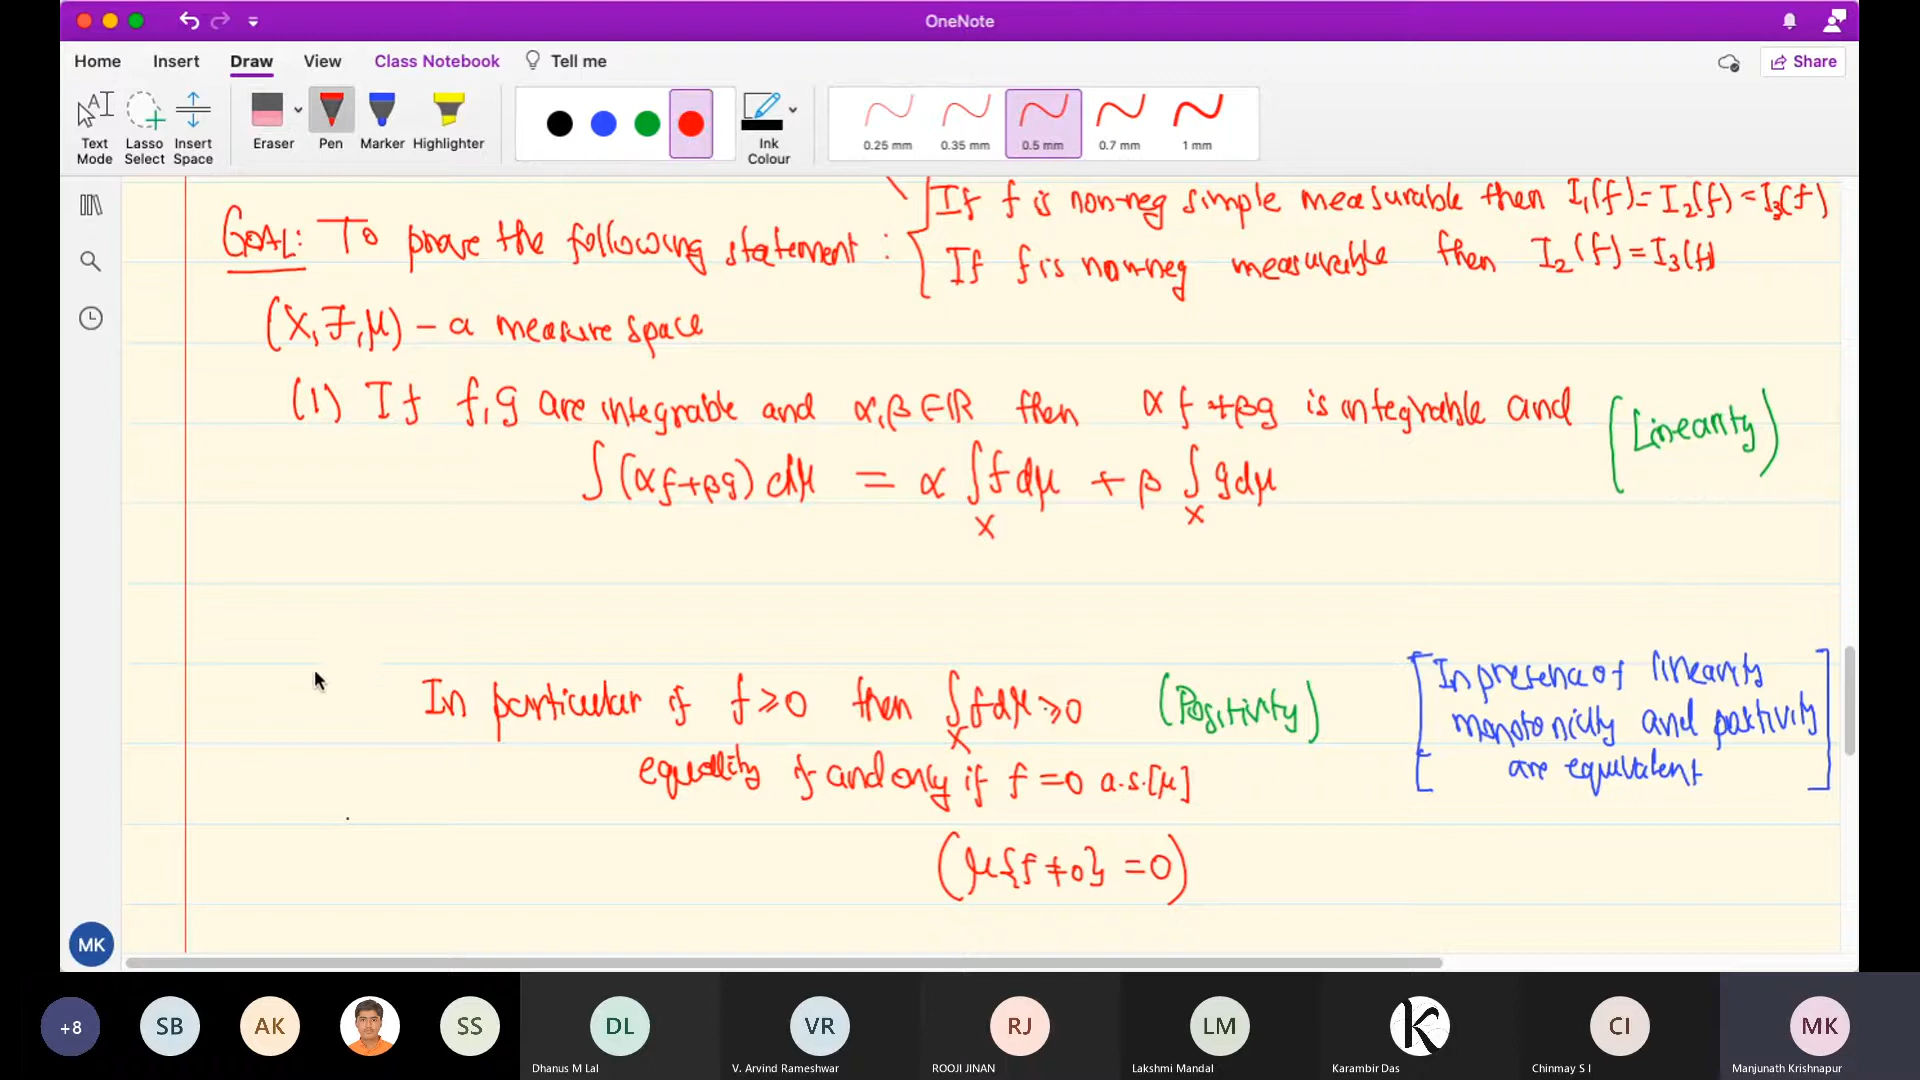 OneNote
Home Insert Draw View Class Notebook Tell me
Share
Text Mode
Lasso Select
Insert Space
Eraser
Pen
Marker
Highlighter
Ink Colour
0.25 mm
0.35 mm
0.5 mm
0.7 mm
1 mm
If f is non-neg simple measurable then I₁(f)=I₂(f)=I₃(f)
GOAL: To prove the following statement :
If f is non-neg measurable then I₂(f)=I₃(f)
(X,ℱ,μ) – a measure space
(1) If f,g are integrable and α,β∈ℝ then αf+βg is integrable and
(Linearity)
∫(αf+βg)dμ = α∫_X f dμ + β∫_X g dμ
In particular if f≥0 then ∫_X f dμ ≥0 (Positivity)
[In presence of linearity
monotonicity and positivity
are equivalent]
equality if and only if f=0 a.s.[μ]
(μ{f≠0}=0)
MK
+8
SB
AK
SS
DL
VR
RJ
LM
K
CI
MK
Dhanus M Lal
V. Arvind Rameshwar
ROOJI JINAN
Lakshmi Mandal
Karambir Das
Chinmay S I
Manjunath Krishnapur